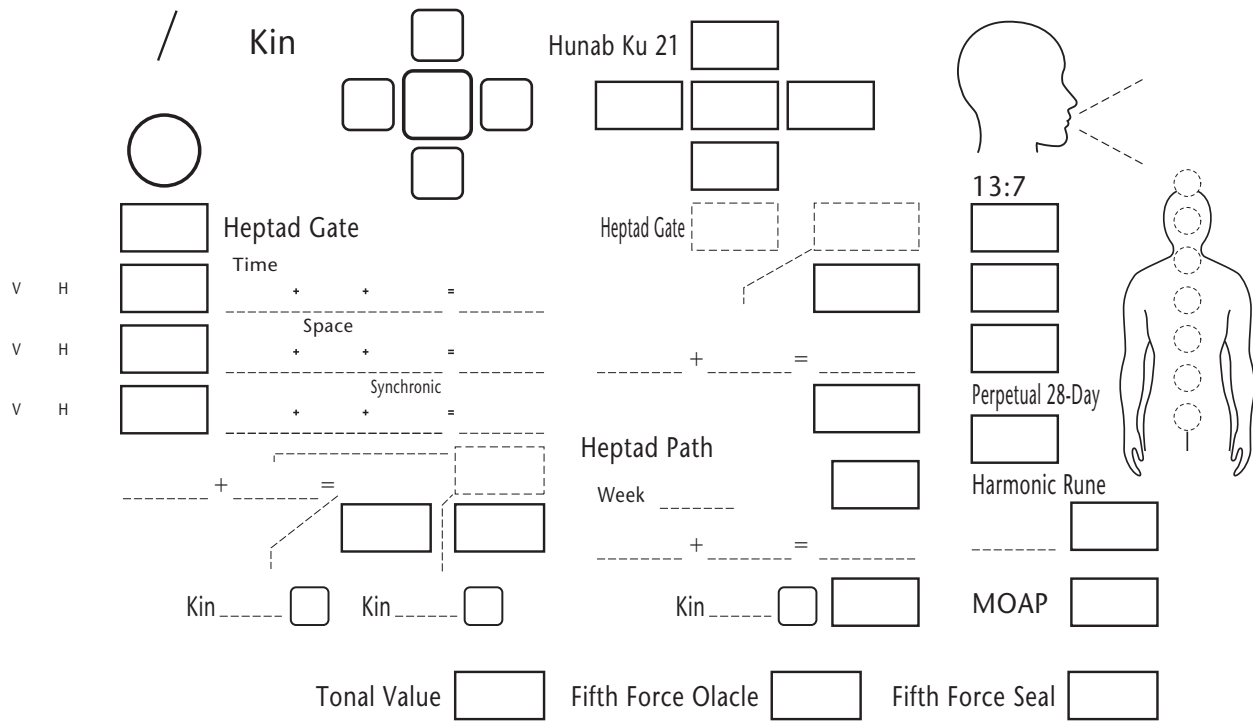 / Kin
Hunab Ku 21
13:7
Heptad Gate
Heptad Gate
Time
V H + + =
Space
V H + + = + =
Synchronic
Perpetual 28-Day
V H + + =
Heptad Path
+ =
Week
Harmonic Rune
+ =
Kin Kin Kin
MOAP
Tonal Value Fifth Force Olacle Fifth Force Seal